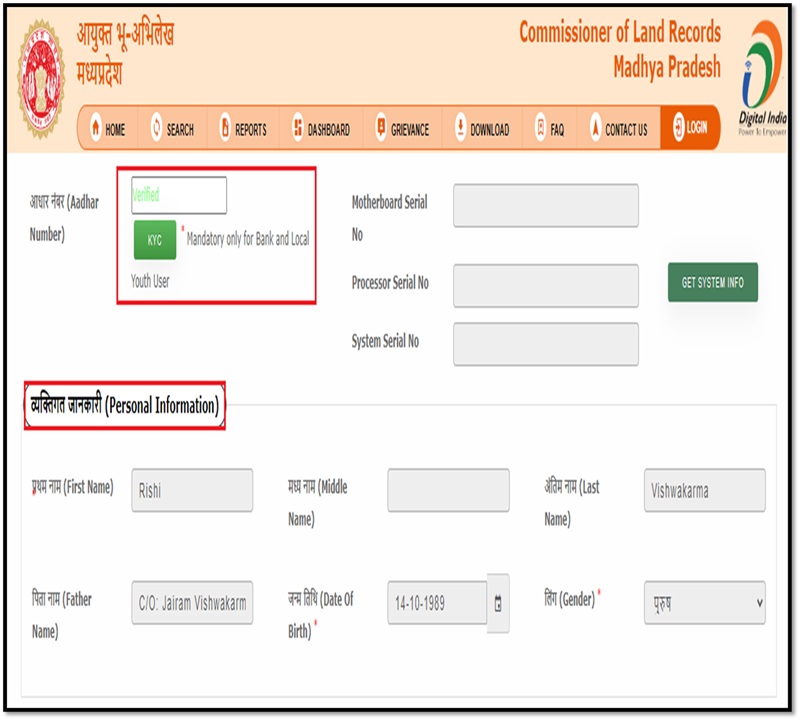 आयुक्त भू-अभिलेख
मध्यप्रदेश
Commissioner of Land Records
Madhya Pradesh
Digital India
Power To Empower
HOME SEARCH REPORTS DASHBOARD GRIEVANCE DOWNLOAD FAQ CONTACT US LOGIN
आधार नंबर (Aadhar
Number)
Verified
KYC * Mandatory only for Bank and Local
Youth User
Motherboard Serial
No
Processor Serial No
GET SYSTEM INFO
System Serial No
व्यक्तिगत जानकारी (Personal Information)
प्रथम नाम (First Name)
*
Rishi
मध्य नाम (Middle
Name)
अंतिम नाम (Last
Name)
Vishwakarma
पिता नाम (Father
Name)
C/O: Jairam Vishwakarm
जन्म तिथि (Date Of
Birth) *
14-10-1989
लिंग (Gender) *
पुरुष